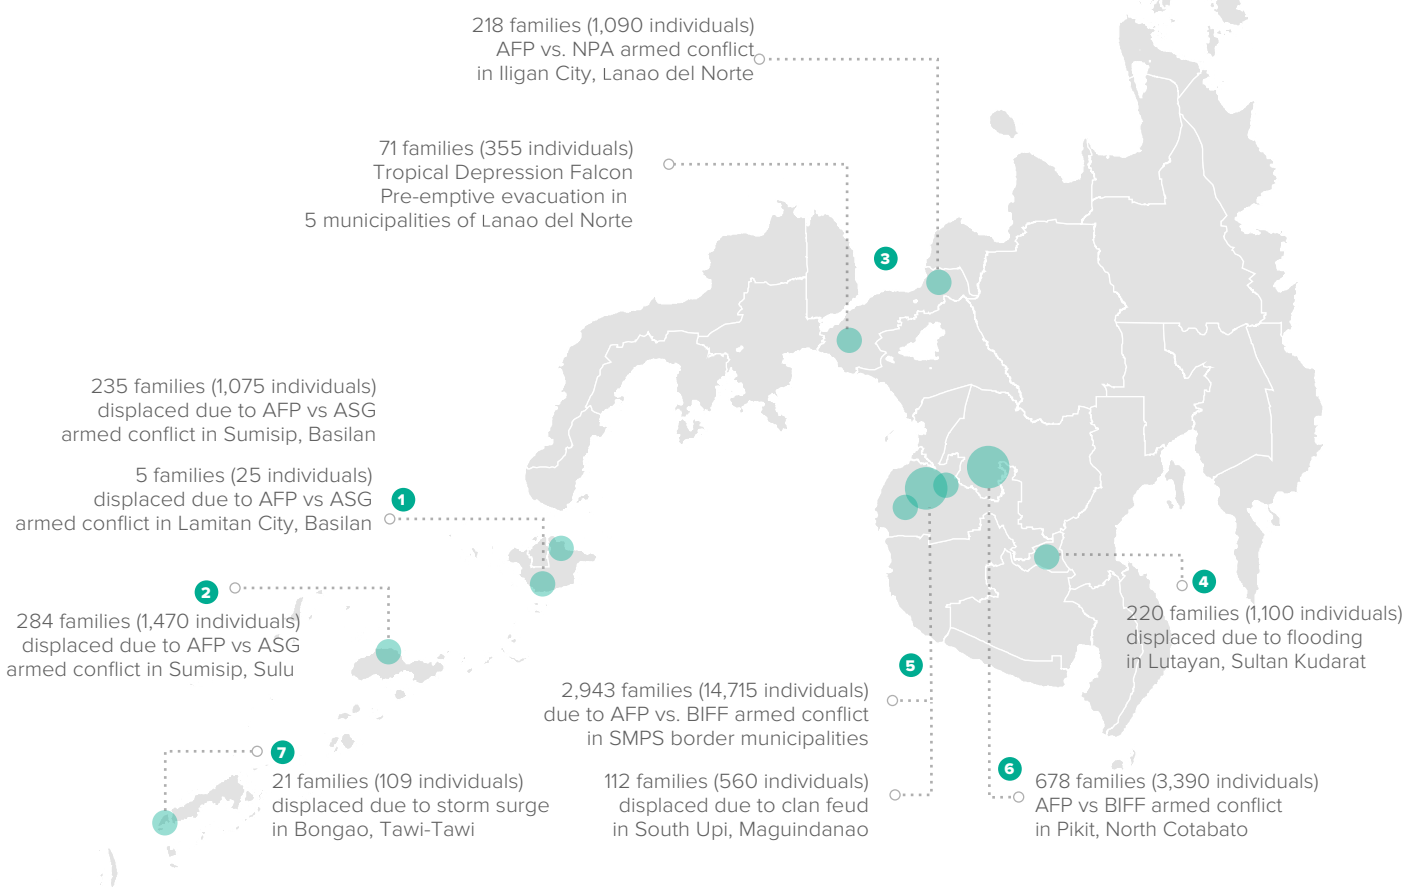 218 families (1,090 individuals)
AFP vs. NPA armed conflict
in Iligan City, Lanao del Norte
71 families (355 individuals)
Tropical Depression Falcon
Pre-emptive evacuation in
5 municipalities of Lanao del Norte
3
235 families (1,075 individuals)
displaced due to AFP vs ASG
armed conflict in Sumisip, Basilan
5 families (25 individuals)
displaced due to AFP vs ASG
armed conflict in Lamitan City, Basilan
1
2
284 families (1,470 individuals)
displaced due to AFP vs ASG
armed conflict in Sumisip, Sulu
4
220 families (1,100 individuals)
displaced due to flooding
in Lutayan, Sultan Kudarat
5
2,943 families (14,715 individuals)
due to AFP vs. BIFF armed conflict
in SMPS border municipalities
112 families (560 individuals)
displaced due to clan feud
in South Upi, Maguindanao
6
678 families (3,390 individuals)
AFP vs BIFF armed conflict
in Pikit, North Cotabato
7
21 families (109 individuals)
displaced due to storm surge
in Bongao, Tawi-Tawi